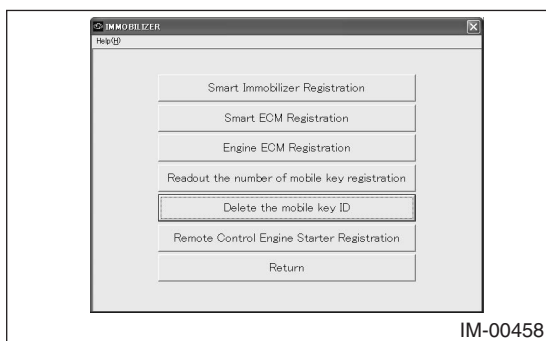 IMMOBILIZER
Help(H)
Smart Immobilizer Registration
Smart ECM Registration
Engine ECM Registration
Readout the number of mobile key registration
Delete the mobile key ID
Remote Control Engine Starter Registration
Return
IM-00458